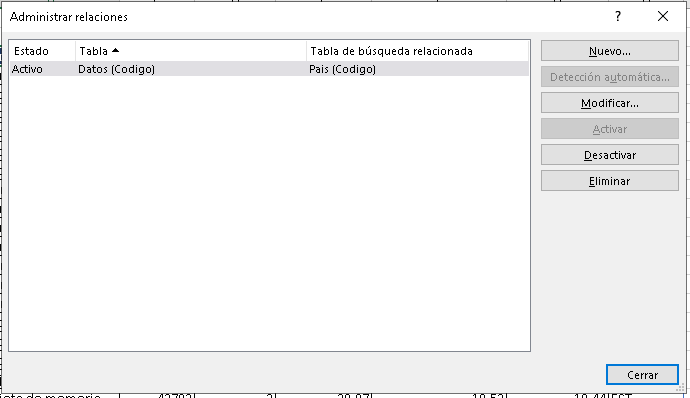 Administrar relaciones
?
Estado Tabla Tabla de búsqueda relacionada
Activo Datos (Codigo) Pais (Codigo)
Nuevo...
Detección automática...
Modificar...
Activar
Desactivar
Eliminar
Cerrar